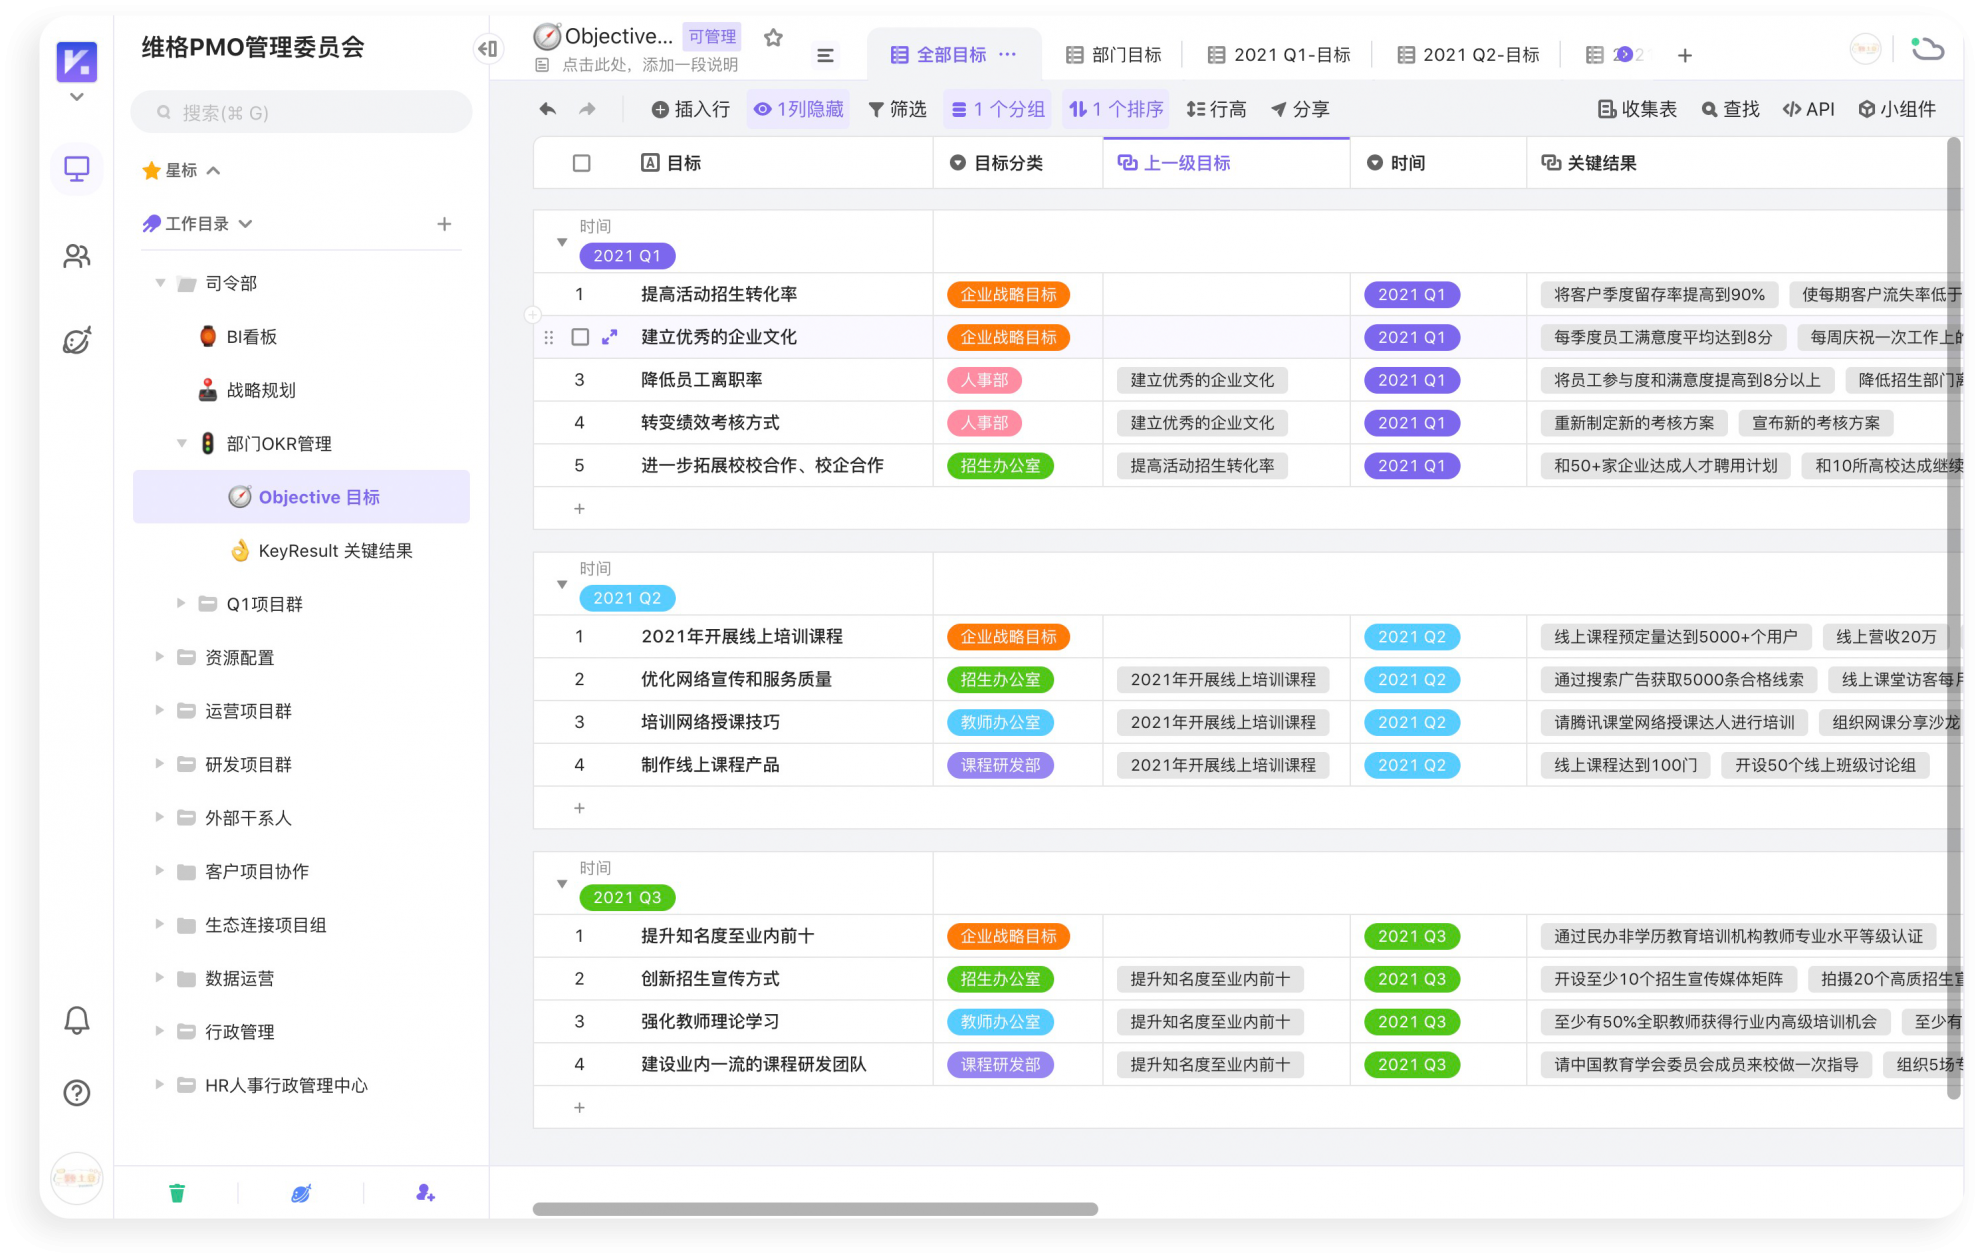 维格PMO管理委员会
搜索(⌘ G)
星标
工作目录
司令部
BI看板
战略规划
部门OKR管理
Objective 目标
KeyResult 关键结果
Q1项目群
资源配置
运营项目群
研发项目群
外部干系人
客户项目协作
生态连接项目组
数据运营
行政管理
HR人事行政管理中心
Objective... 可管理
点击此处，添加一段说明
全部目标 ··· 部门目标 2021 Q1-目标 2021 Q2-目标
插入行 1列隐藏 筛选 1 个分组 1 个排序 行高 分享 收集表 查找 API 小组件
目标 目标分类 上一级目标 时间 关键结果
时间
2021 Q1
1 提高活动招生转化率 企业战略目标 2021 Q1 将客户季度留存率提高到90% 使每期客户流失率低于
建立优秀的企业文化 企业战略目标 2021 Q1 每季度员工满意度平均达到8分 每周庆祝一次工作上的
3 降低员工离职率 人事部 建立优秀的企业文化 2021 Q1 将员工参与度和满意度提高到8分以上 降低招生部门离
4 转变绩效考核方式 人事部 建立优秀的企业文化 2021 Q1 重新制定新的考核方案 宣布新的考核方案
5 进一步拓展校校合作、校企合作 招生办公室 提高活动招生转化率 2021 Q1 和50+家企业达成人才聘用计划 和10所高校达成继续
时间
2021 Q2
1 2021年开展线上培训课程 企业战略目标 2021 Q2 线上课程预定量达到5000+个用户 线上营收20万
2 优化网络宣传和服务质量 招生办公室 2021年开展线上培训课程 2021 Q2 通过搜索广告获取5000条合格线索 线上课堂访客每月
3 培训网络授课技巧 教师办公室 2021年开展线上培训课程 2021 Q2 请腾讯课堂网络授课达人进行培训 组织网课分享沙龙
4 制作线上课程产品 课程研发部 2021年开展线上培训课程 2021 Q2 线上课程达到100门 开设50个线上班级讨论组
时间
2021 Q3
1 提升知名度至业内前十 企业战略目标 2021 Q3 通过民办非学历教育培训机构教师专业水平等级认证
2 创新招生宣传方式 招生办公室 提升知名度至业内前十 2021 Q3 开设至少10个招生宣传媒体矩阵 拍摄20个高质招生宣
3 强化教师理论学习 教师办公室 提升知名度至业内前十 2021 Q3 至少有50%全职教师获得行业内高级培训机会 至少有
4 建设业内一流的课程研发团队 课程研发部 提升知名度至业内前十 2021 Q3 请中国教育学会委员会成员来校做一次指导 组织5场专